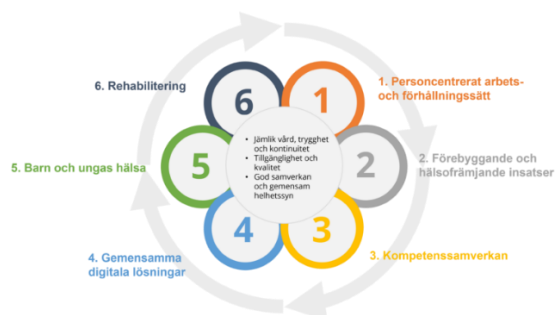 6. Rehabilitering
6
1
1. Personcentrerat arbets-
och förhållningssätt
• Jämlik vård, trygghet
och kontinuitet
• Tillgänglighet och
kvalitet
• God samverkan
och gemensam
helhetssyn
5. Barn och ungas hälsa
5
2
2. Förebyggande och
hälsofrämjande insatser
4
3
4. Gemensamma
digitala lösningar
3. Kompetenssamverkan